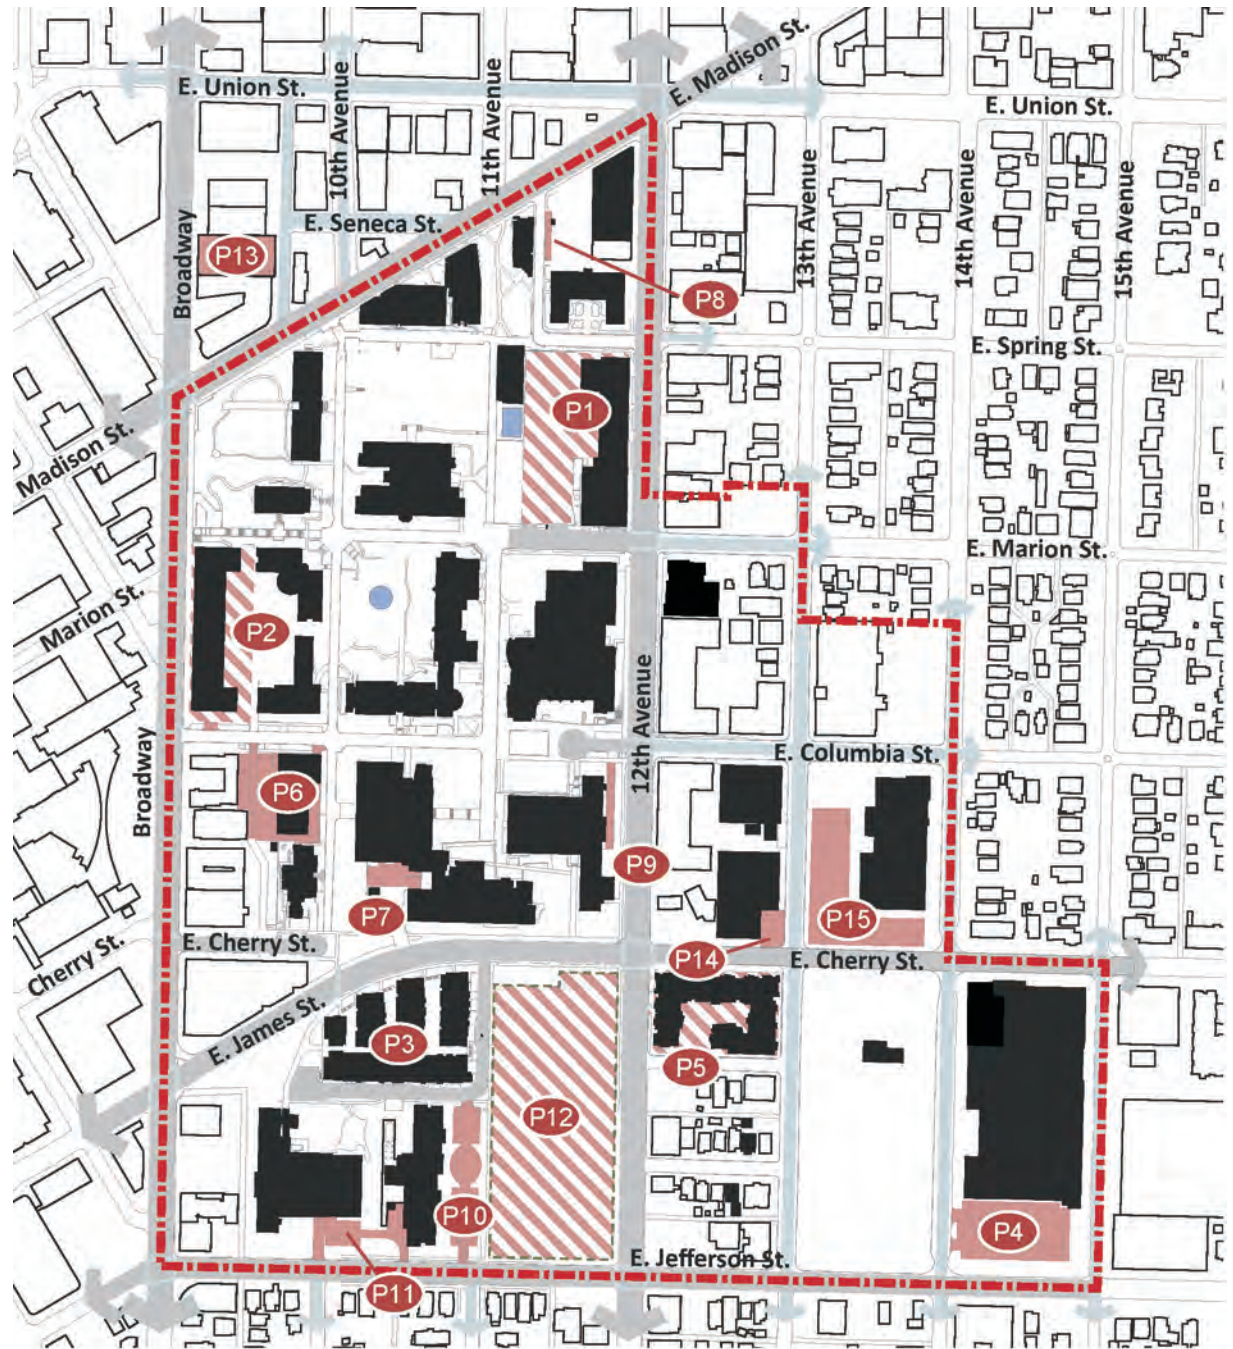 E. Madison St.
E. Union St.
E. Union St.
10th Avenue
11th Avenue
E. Seneca St.
Broadway
P13
P8
13th Avenue
14th Avenue
15th Avenue
E. Spring St.
P1
Madison St.
E. Marion St.
Marion St.
P2
12th Avenue
E. Columbia St.
Broadway
P6
P9
P7
P15
Cherry St.
E. Cherry St.
P14
E. Cherry St.
E. James St.
P3
P5
P12
P10
P4
E. Jefferson St.
P11